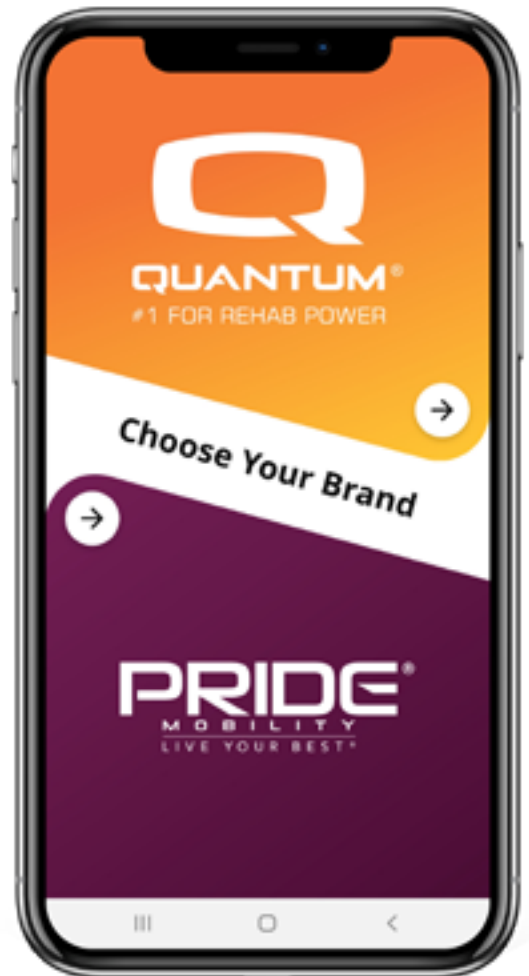 QUANTUM®
#1 FOR REHAB POWER
Choose Your Brand
PRIDE®
MOBILITY
LIVE YOUR BEST®